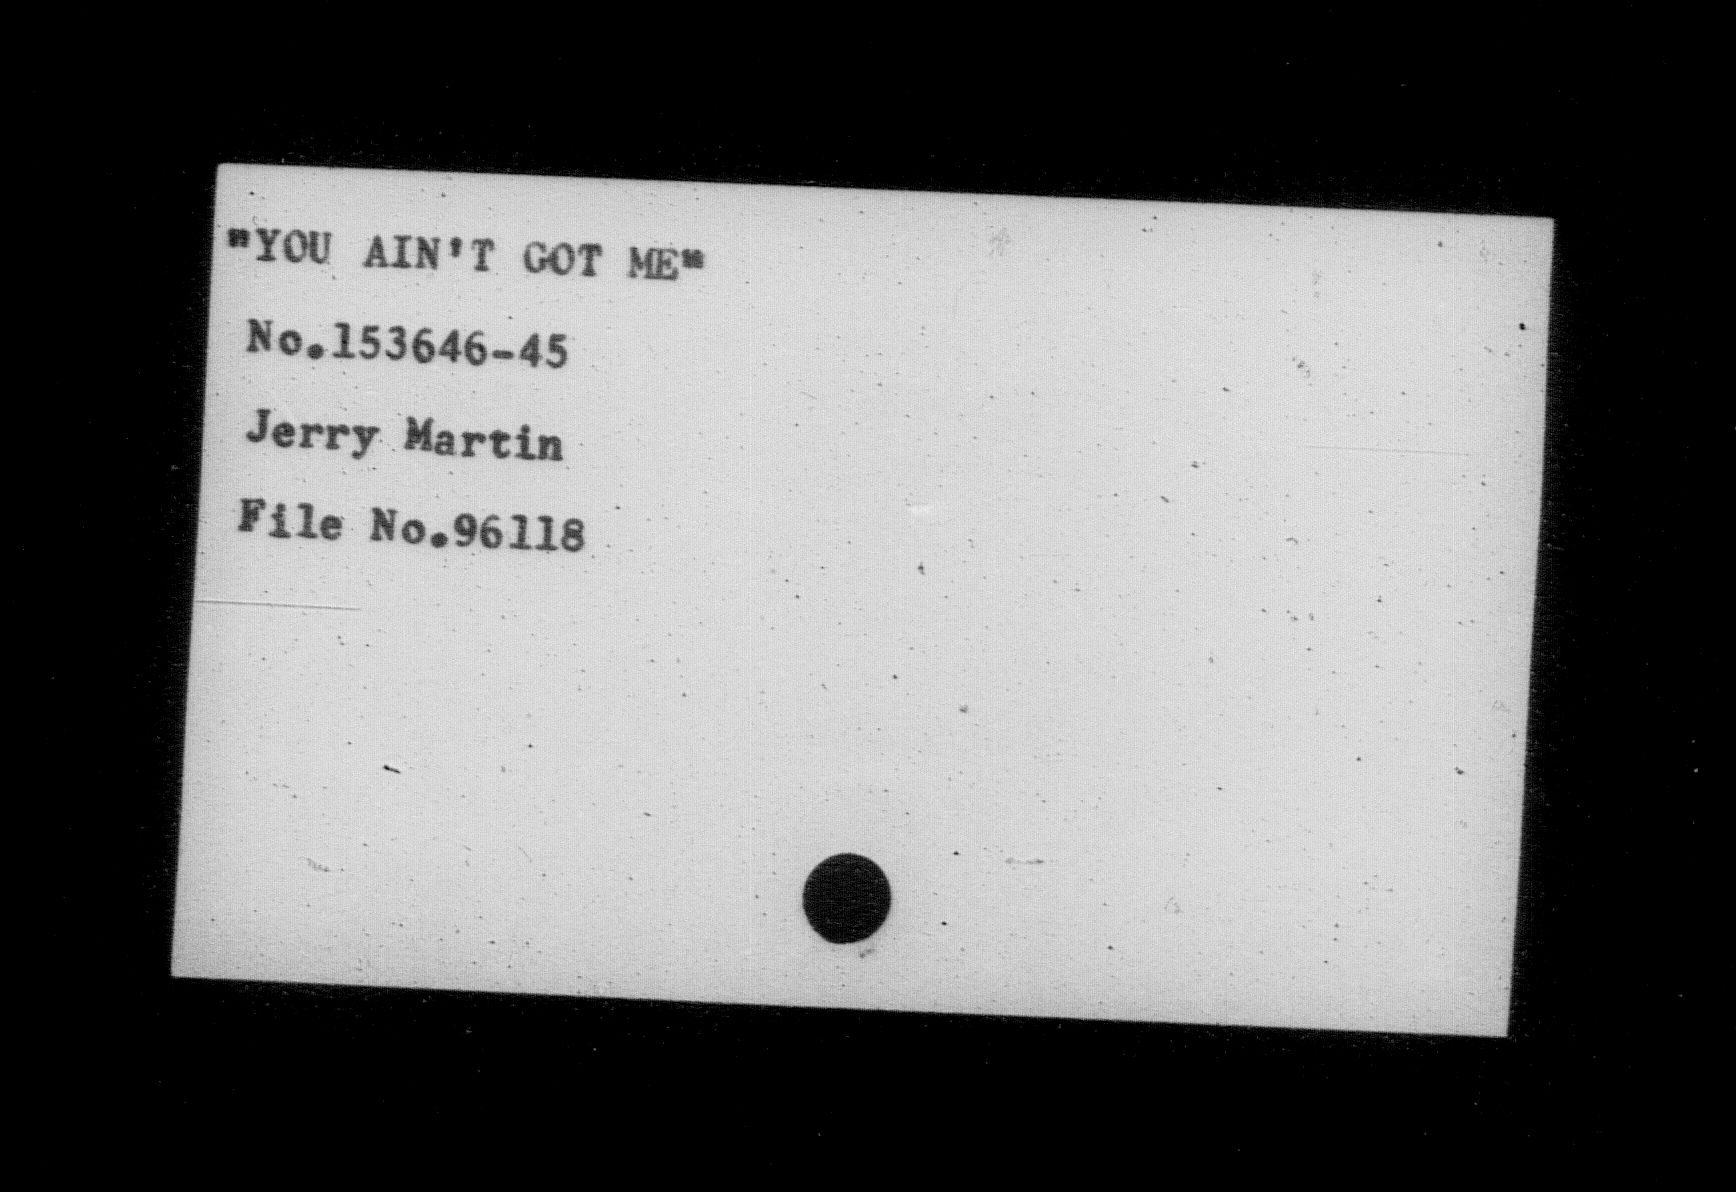 "YOU AIN'T GOT ME"
No.153646-45
Jerry Martin
File No.96118